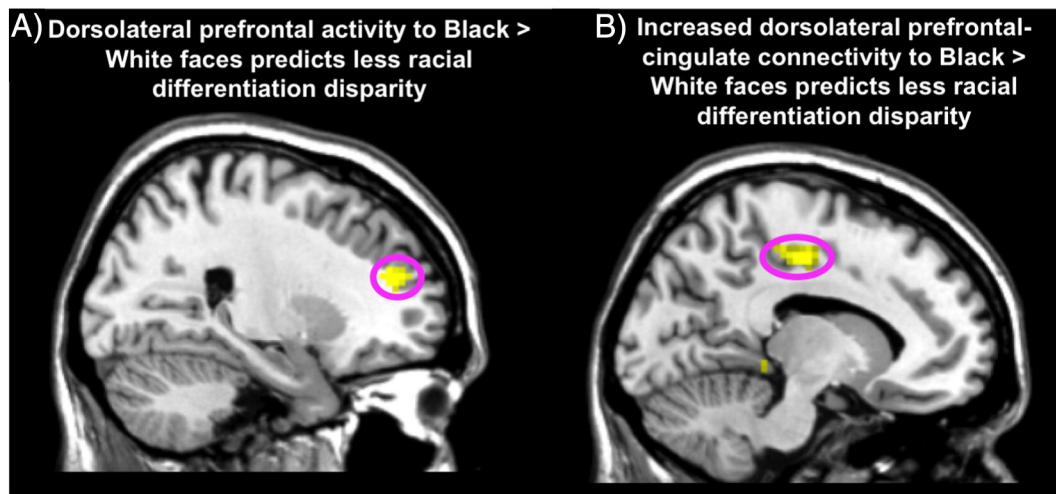 A) Dorsolateral prefrontal activity to Black >
White faces predicts less racial
differentiation disparity
B) Increased dorsolateral prefrontal-
cingulate connectivity to Black >
White faces predicts less racial
differentiation disparity